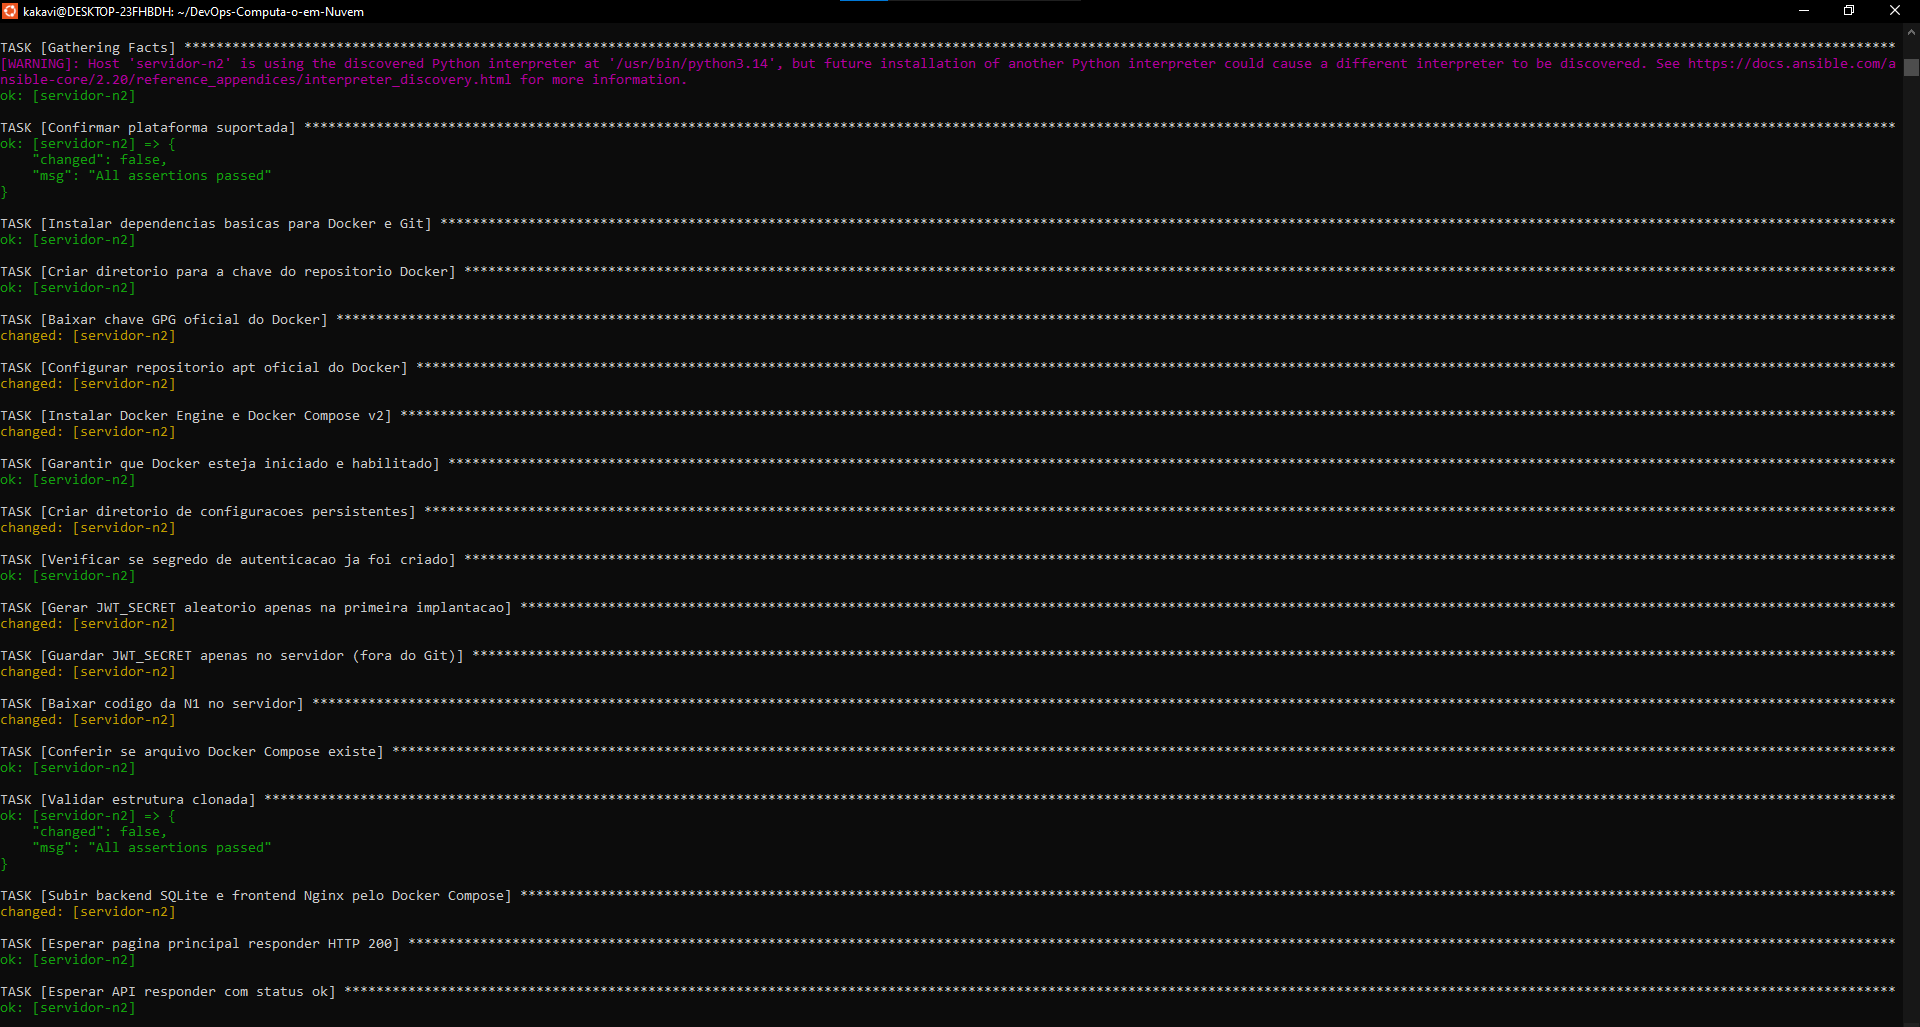 kakavi@DESKTOP-23FHBDH: ~/DevOps-Computa-o-em-Nuvem
TASK [Gathering Facts] ***
[WARNING]: Host 'servidor-n2' is using the discovered Python interpreter at '/usr/bin/python3.14', but future installation of another Python interpreter could cause a different interpreter to be discovered. See https://docs.ansible.com/a
nsible-core/2.20/reference_appendices/interpreter_discovery.html for more information.
ok: [servidor-n2]
TASK [Confirmar plataforma suportada] ***
ok: [servidor-n2] => {
    "changed": false,
    "msg": "All assertions passed"
}
TASK [Instalar dependencias basicas para Docker e Git] ***
ok: [servidor-n2]
TASK [Criar diretorio para a chave do repositorio Docker] ***
ok: [servidor-n2]
TASK [Baixar chave GPG oficial do Docker] ***
changed: [servidor-n2]
TASK [Configurar repositorio apt oficial do Docker] ***
changed: [servidor-n2]
TASK [Instalar Docker Engine e Docker Compose v2] ***
changed: [servidor-n2]
TASK [Garantir que Docker esteja iniciado e habilitado] ***
ok: [servidor-n2]
TASK [Criar diretorio de configuracoes persistentes] ***
changed: [servidor-n2]
TASK [Verificar se segredo de autenticacao ja foi criado] ***
ok: [servidor-n2]
TASK [Gerar JWT_SECRET aleatorio apenas na primeira implantacao] ***
changed: [servidor-n2]
TASK [Guardar JWT_SECRET apenas no servidor (fora do Git)] ***
changed: [servidor-n2]
TASK [Baixar codigo da N1 no servidor] ***
changed: [servidor-n2]
TASK [Conferir se arquivo Docker Compose existe] ***
ok: [servidor-n2]
TASK [Validar estrutura clonada] ***
ok: [servidor-n2] => {
    "changed": false,
    "msg": "All assertions passed"
}
TASK [Subir backend SQLite e frontend Nginx pelo Docker Compose] ***
changed: [servidor-n2]
TASK [Esperar pagina principal responder HTTP 200] ***
ok: [servidor-n2]
TASK [Esperar API responder com status ok] ***
ok: [servidor-n2]